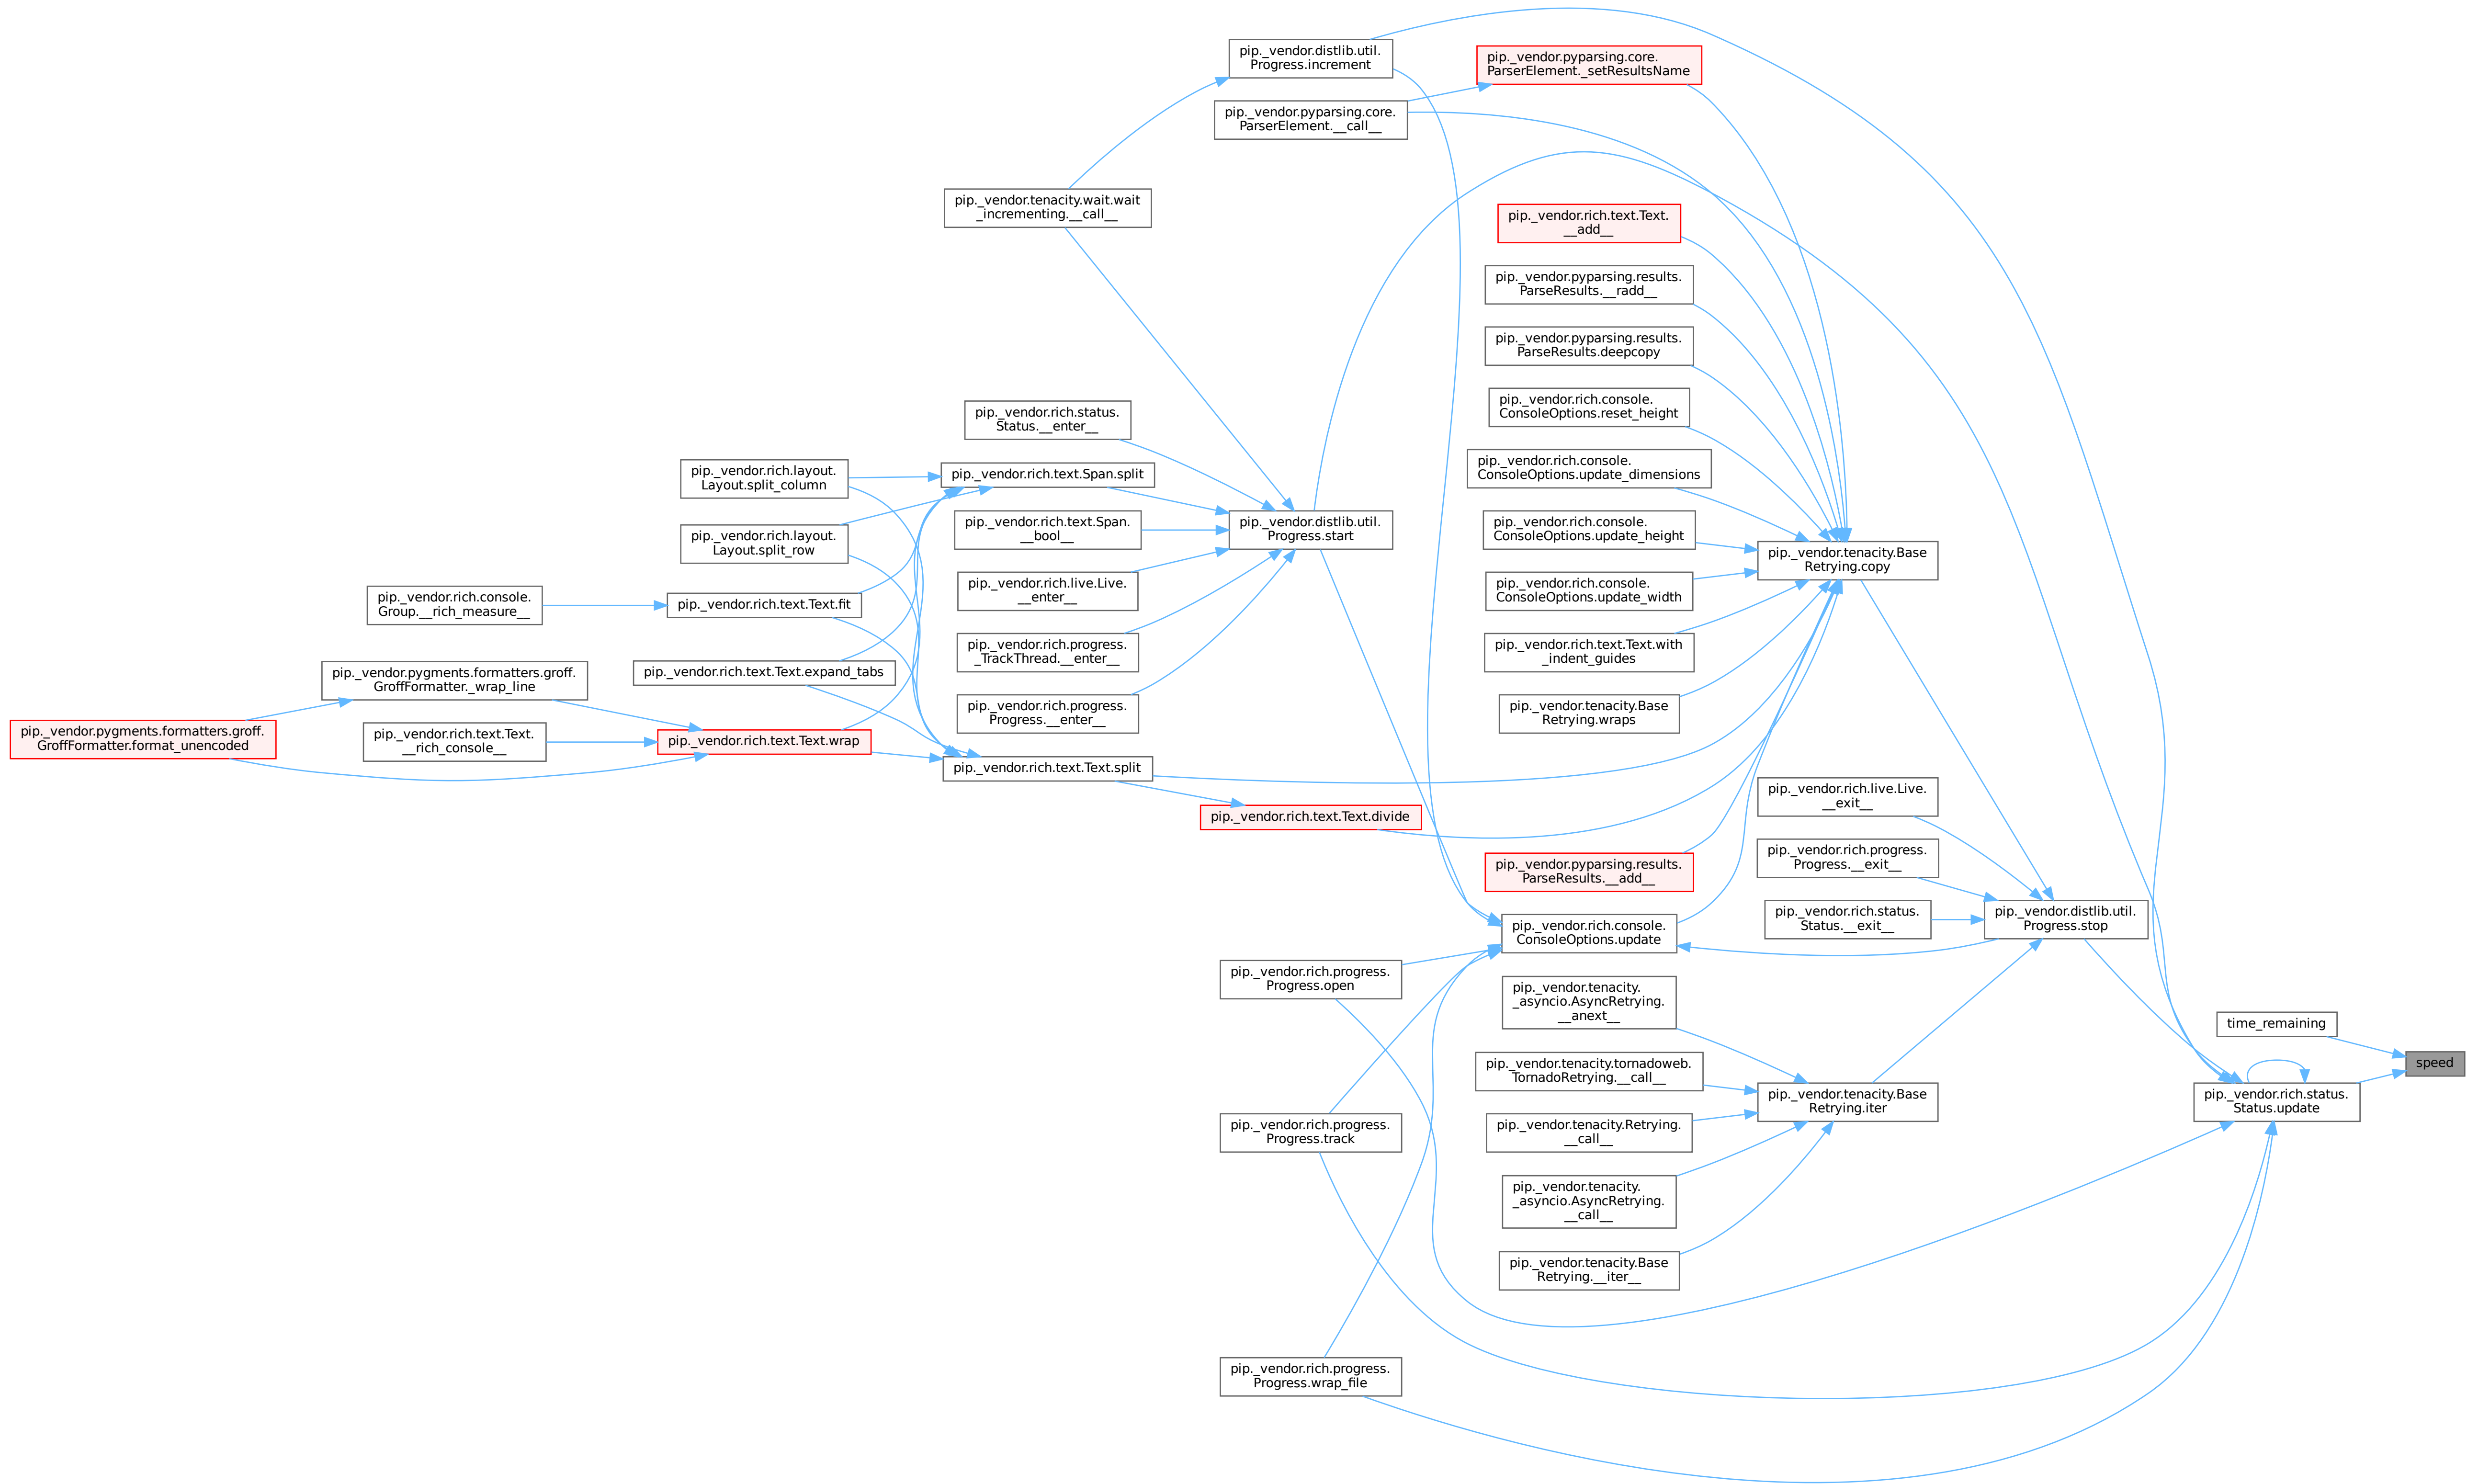 pip._vendor.distlib.util.
Progress.increment
pip._vendor.pyparsing.core.
ParserElement._setResultsName
pip._vendor.pyparsing.core.
ParserElement.__call__
pip._vendor.tenacity.wait.wait
_incrementing.__call__
pip._vendor.rich.text.Text.
__add__
pip._vendor.pyparsing.results.
ParseResults.__radd__
pip._vendor.pyparsing.results.
ParseResults.deepcopy
pip._vendor.rich.console.
ConsoleOptions.reset_height
pip._vendor.rich.status.
Status.__enter__
pip._vendor.rich.layout.
Layout.split_column
pip._vendor.rich.text.Span.split
pip._vendor.rich.console.
ConsoleOptions.update_dimensions
pip._vendor.rich.layout.
Layout.split_row
pip._vendor.rich.text.Span.
__bool__
pip._vendor.distlib.util.
Progress.start
pip._vendor.rich.console.
ConsoleOptions.update_height
pip._vendor.tenacity.Base
Retrying.copy
pip._vendor.rich.console.
Group.__rich_measure__
pip._vendor.rich.text.Text.fit
pip._vendor.rich.live.Live.
__enter__
pip._vendor.rich.console.
ConsoleOptions.update_width
pip._vendor.rich.progress.
_TrackThread.__enter__
pip._vendor.rich.text.Text.with
_indent_guides
pip._vendor.pygments.formatters.groff.
GroffFormatter._wrap_line
pip._vendor.rich.text.Text.expand_tabs
pip._vendor.rich.progress.
Progress.__enter__
pip._vendor.tenacity.Base
Retrying.wraps
pip._vendor.pygments.formatters.groff.
GroffFormatter.format_unencoded
pip._vendor.rich.text.Text.
__rich_console__
pip._vendor.rich.text.Text.wrap
pip._vendor.rich.text.Text.split
pip._vendor.rich.text.Text.divide
pip._vendor.rich.live.Live.
__exit__
pip._vendor.pyparsing.results.
ParseResults.__add__
pip._vendor.rich.progress.
Progress.__exit__
pip._vendor.rich.console.
ConsoleOptions.update
pip._vendor.rich.status.
Status.__exit__
pip._vendor.distlib.util.
Progress.stop
pip._vendor.rich.progress.
Progress.open
pip._vendor.tenacity.
_asyncio.AsyncRetrying.
__anext__
time_remaining
speed
pip._vendor.tenacity.tornadoweb.
TornadoRetrying.__call__
pip._vendor.tenacity.Base
Retrying.iter
pip._vendor.rich.status.
Status.update
pip._vendor.rich.progress.
Progress.track
pip._vendor.tenacity.Retrying.
__call__
pip._vendor.tenacity.
_asyncio.AsyncRetrying.
__call__
pip._vendor.tenacity.Base
Retrying.__iter__
pip._vendor.rich.progress.
Progress.wrap_file